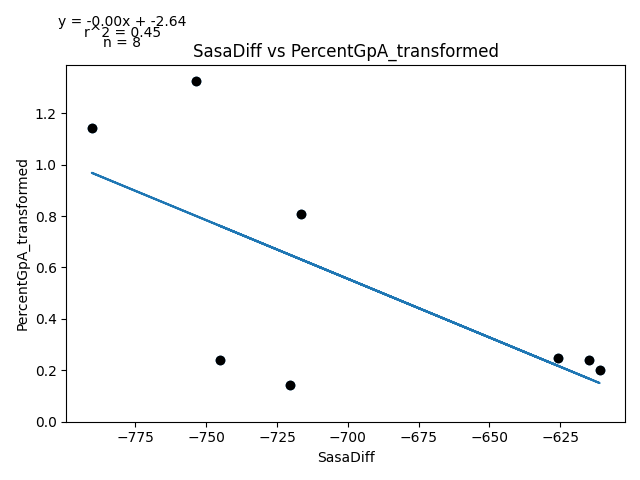 y = -0.00x + -2.64
r^2 = 0.45
n = 8
SasaDiff vs PercentGpA_transformed
PercentGpA_transformed
1.2
1.0
0.8
0.6
0.4
0.2
0.0
−775 −750 −725 −700 −675 −650 −625
SasaDiff